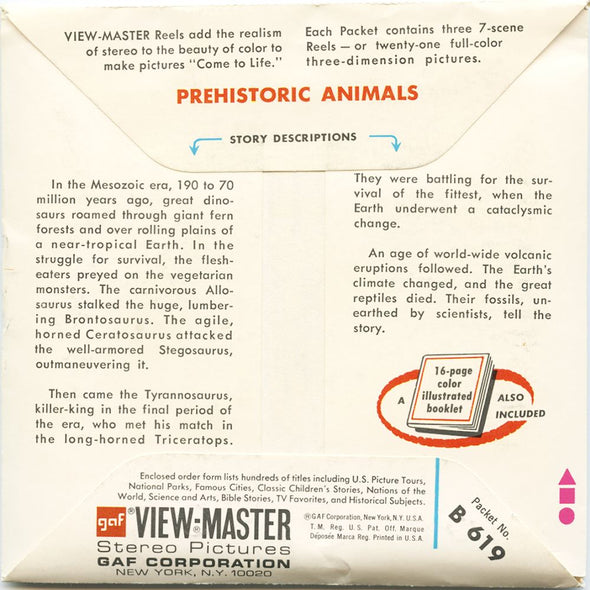 VIEW-MASTER Reels add the realism
of stereo to the beauty of color to
make pictures "Come to Life."
Each Packet contains three 7-scene
Reels — or twenty-one full-color
three-dimension pictures.
PREHISTORIC ANIMALS
STORY DESCRIPTIONS
In the Mesozoic era, 190 to 70
million years ago, great dino-
saurs roamed through giant fern
forests and over rolling plains of
a near-tropical Earth. In the
struggle for survival, the flesh-
eaters preyed on the vegetarian
monsters. The carnivorous Allo-
saurus stalked the huge, lumber-
ing Brontosaurus. The agile,
horned Ceratosaurus attacked
the well-armored Stegosaurus,
outmaneuvering it.
Then came the Tyrannosaurus,
killer-king in the final period of
the era, who met his match in
the long-horned Triceratops.
They were battling for the sur-
vival of the fittest, when the
Earth underwent a cataclysmic
change.
An age of world-wide volcanic
eruptions followed. The Earth's
climate changed, and the great
reptiles died. Their fossils, un-
earthed by scientists, tell the
story.
A
16-page
color
illustrated
booklet
ALSO
INCLUDED
Enclosed order form lists hundreds of titles including U.S. Picture Tours,
National Parks, Famous Cities, Classic Children's Stories, Nations of the
World, Science and Arts, Bible Stories, TV Favorites, and Historical Subjects.
gaf® VIEW-MASTER
Stereo Pictures
GAF CORPORATION
NEW YORK, N.Y. 10020
®GAF Corporation, New York, N.Y. U.S.A.
T. M. Reg. U.S. Pat. Off. Marque
Déposée Marca Reg. Printed in U.S.A.
Packet No.
B 619